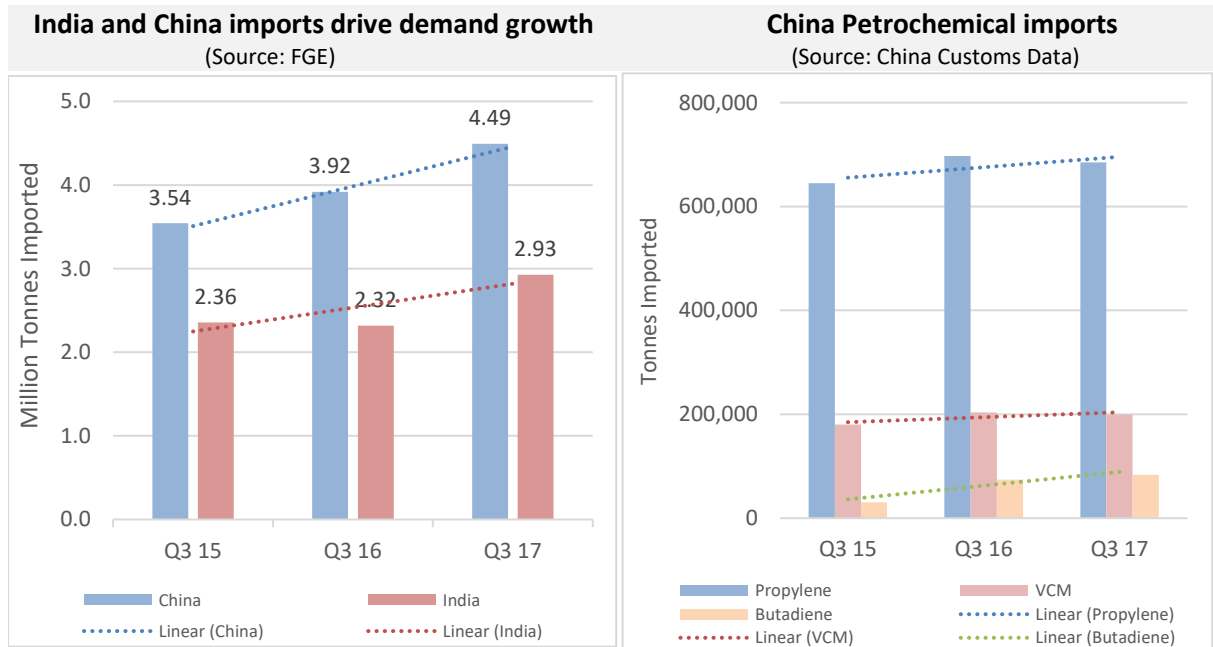 India and China imports drive demand growth
(Source: FGE)
Million Tonnes Imported
5.0
4.0
3.0
2.0
1.0
0.0
3.54
3.92
4.49
2.36
2.32
2.93
Q3 15 Q3 16 Q3 17
China India
Linear (China) Linear (India)
China Petrochemical imports
(Source: China Customs Data)
Tonnes Imported
800,000
600,000
400,000
200,000
0
Q3 15 Q3 16 Q3 17
Propylene VCM
Butadiene Linear (Propylene)
Linear (VCM) Linear (Butadiene)